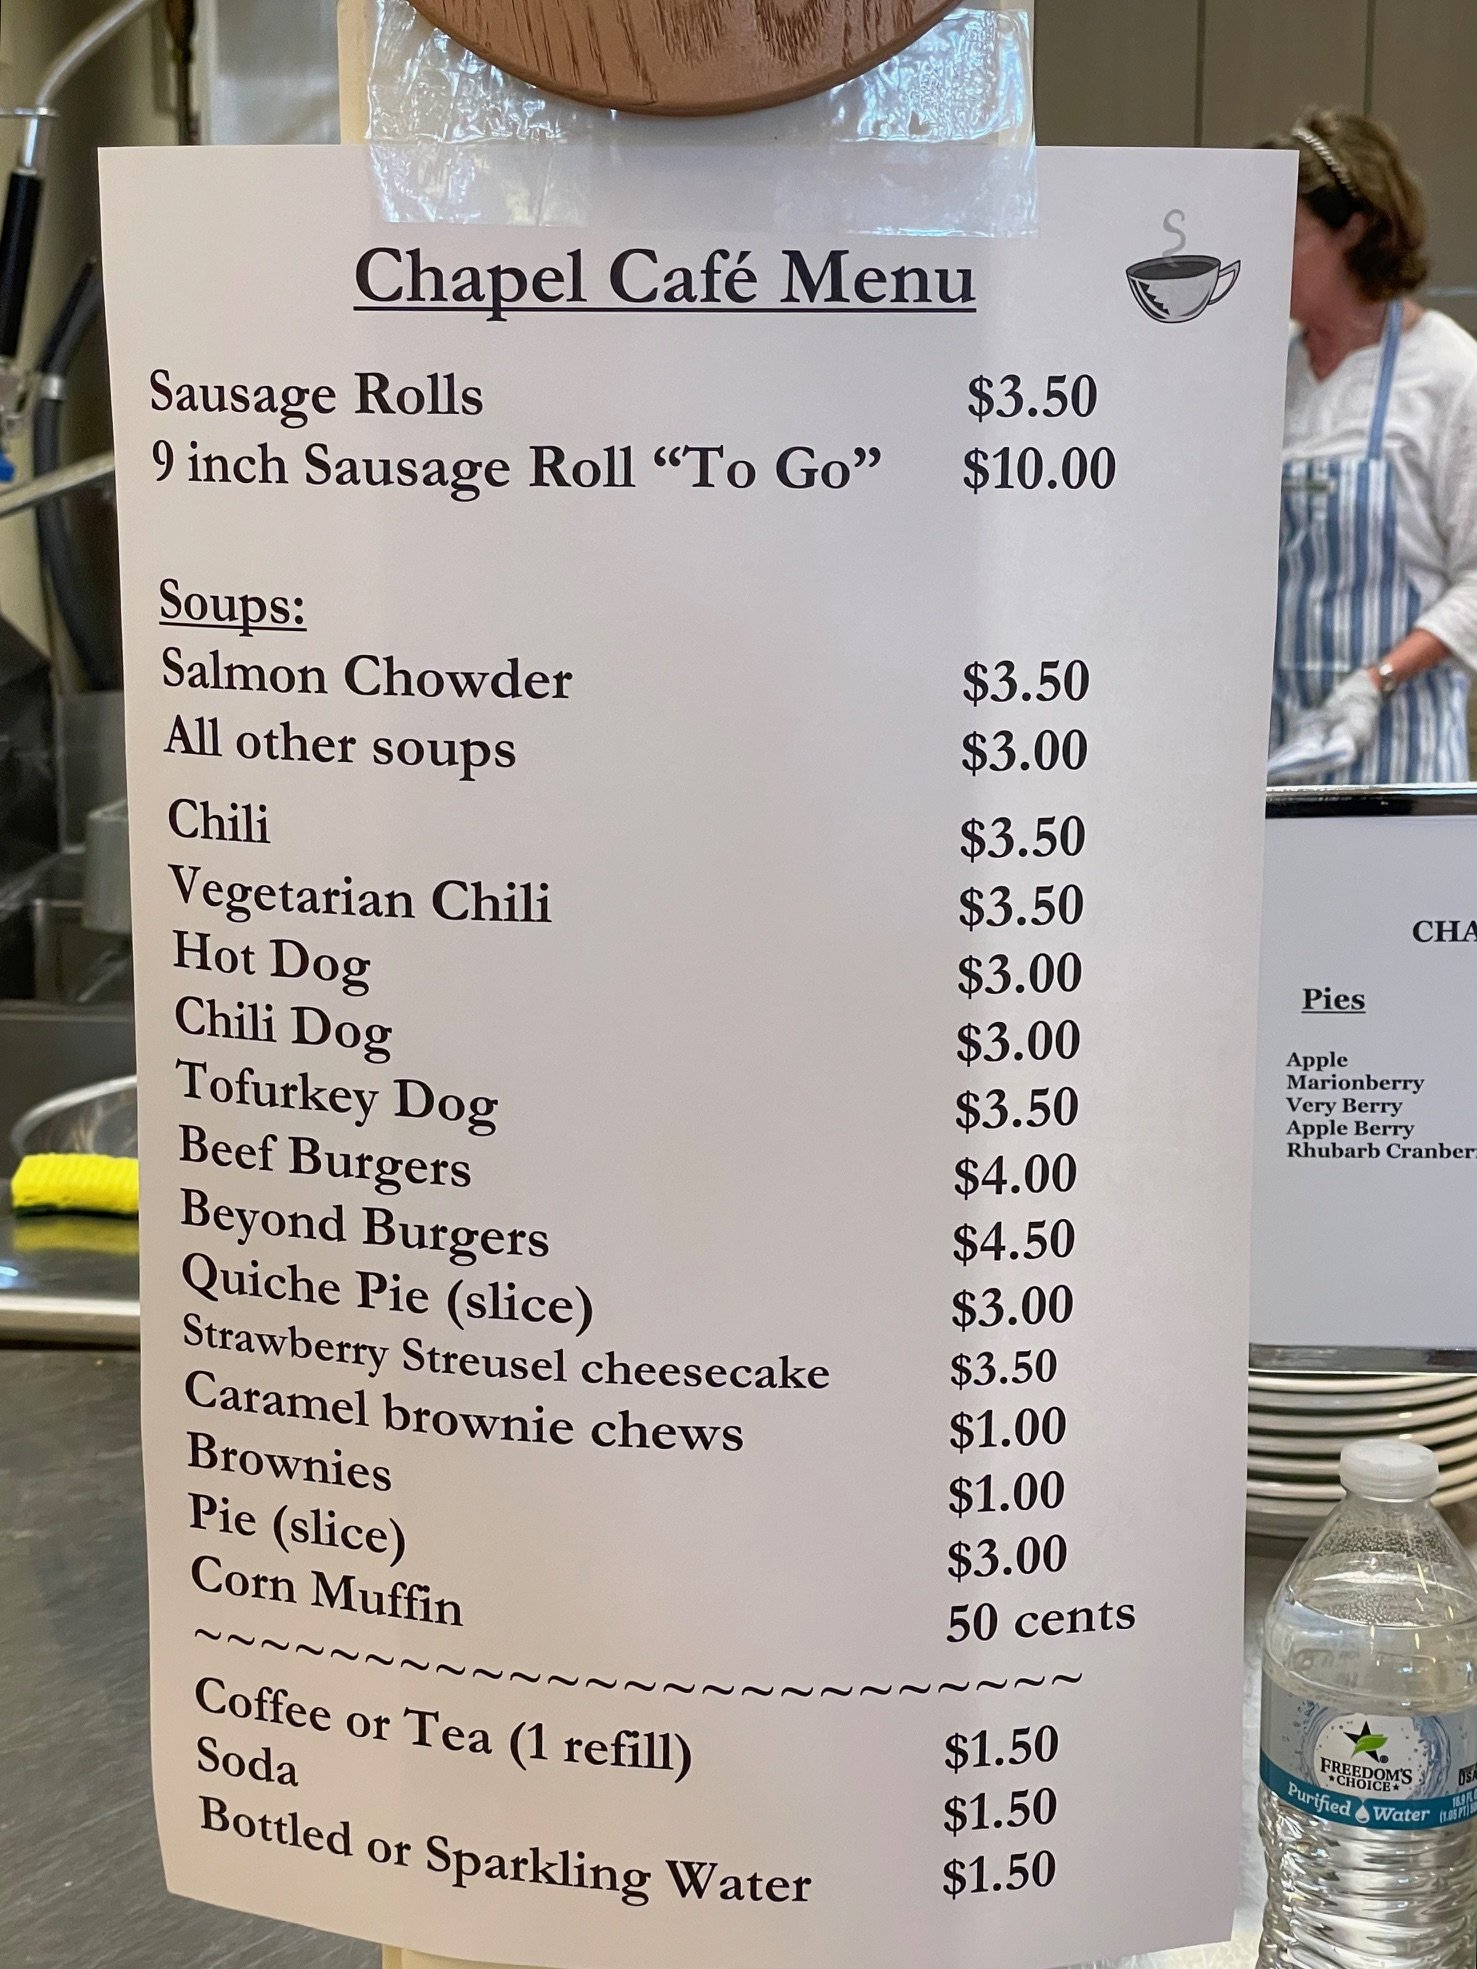 Chapel Café Menu
Sausage Rolls $3.50
9 inch Sausage Roll “To Go” $10.00
Soups:
Salmon Chowder $3.50
All other soups $3.00
Chili $3.50
Vegetarian Chili $3.50
Hot Dog $3.00
Chili Dog $3.00
Tofurkey Dog $3.50
Beef Burgers $4.00
Beyond Burgers $4.50
Quiche Pie (slice) $3.00
Strawberry Streusel cheesecake $3.50
Caramel brownie chews $1.00
Brownies $1.00
Pie (slice) $3.00
Corn Muffin 50 cents
~~~~~~~~~~~~~~~~~~~~~~~
Coffee or Tea (1 refill) $1.50
Soda $1.50
Bottled or Sparkling Water $1.50
CHA
Pies
Apple
Marionberry
Very Berry
Apple Berry
Rhubarb Cranber
FREEDOM'S
CHOICE
Purified Water